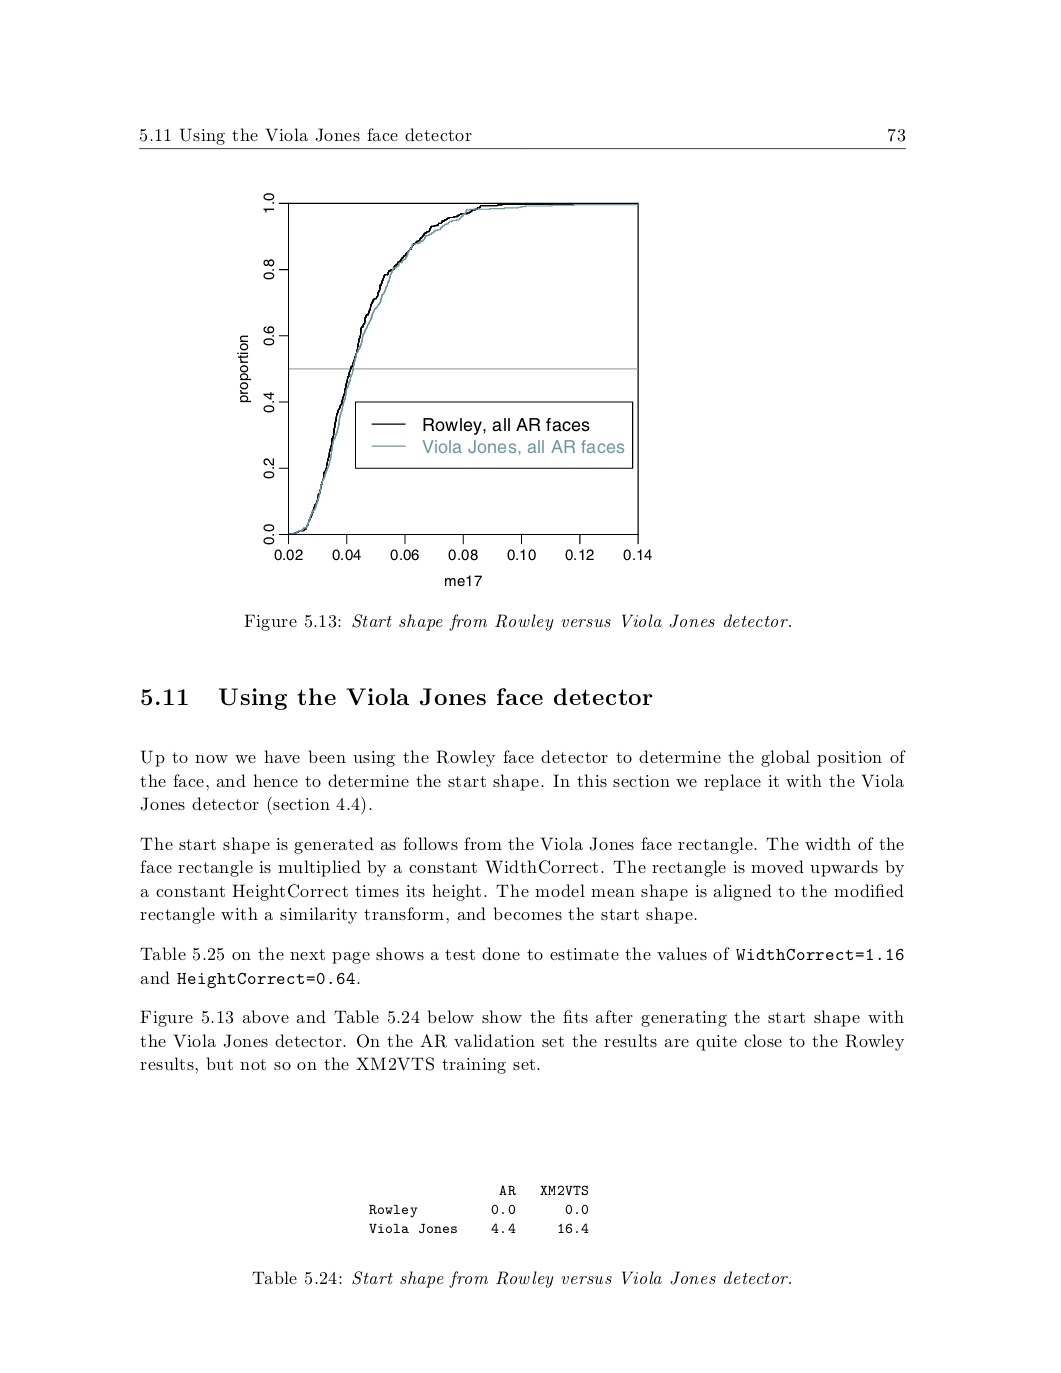 5.11 Using the Viola Jones face detector 73
1.0
0.8
0.6
0.4
0.2
0.0
proportion
Rowley, all AR faces
Viola Jones, all AR faces
0.02 0.04 0.06 0.08 0.10 0.12 0.14
me17
Figure 5.13: Start shape from Rowley versus Viola Jones detector.
5.11 Using the Viola Jones face detector
Up to now we have been using the Rowley face detector to determine the global position of
the face, and hence to determine the start shape. In this section we replace it with the Viola
Jones detector (section 4.4).
The start shape is generated as follows from the Viola Jones face rectangle. The width of the
face rectangle is multiplied by a constant WidthCorrect. The rectangle is moved upwards by
a constant HeightCorrect times its height. The model mean shape is aligned to the modified
rectangle with a similarity transform, and becomes the start shape.
Table 5.25 on the next page shows a test done to estimate the values of WidthCorrect=1.16
and HeightCorrect=0.64.
Figure 5.13 above and Table 5.24 below show the fits after generating the start shape with
the Viola Jones detector. On the AR validation set the results are quite close to the Rowley
results, but not so on the XM2VTS training set.
AR XM2VTS
Rowley 0.0 0.0
Viola Jones 4.4 16.4
Table 5.24: Start shape from Rowley versus Viola Jones detector.